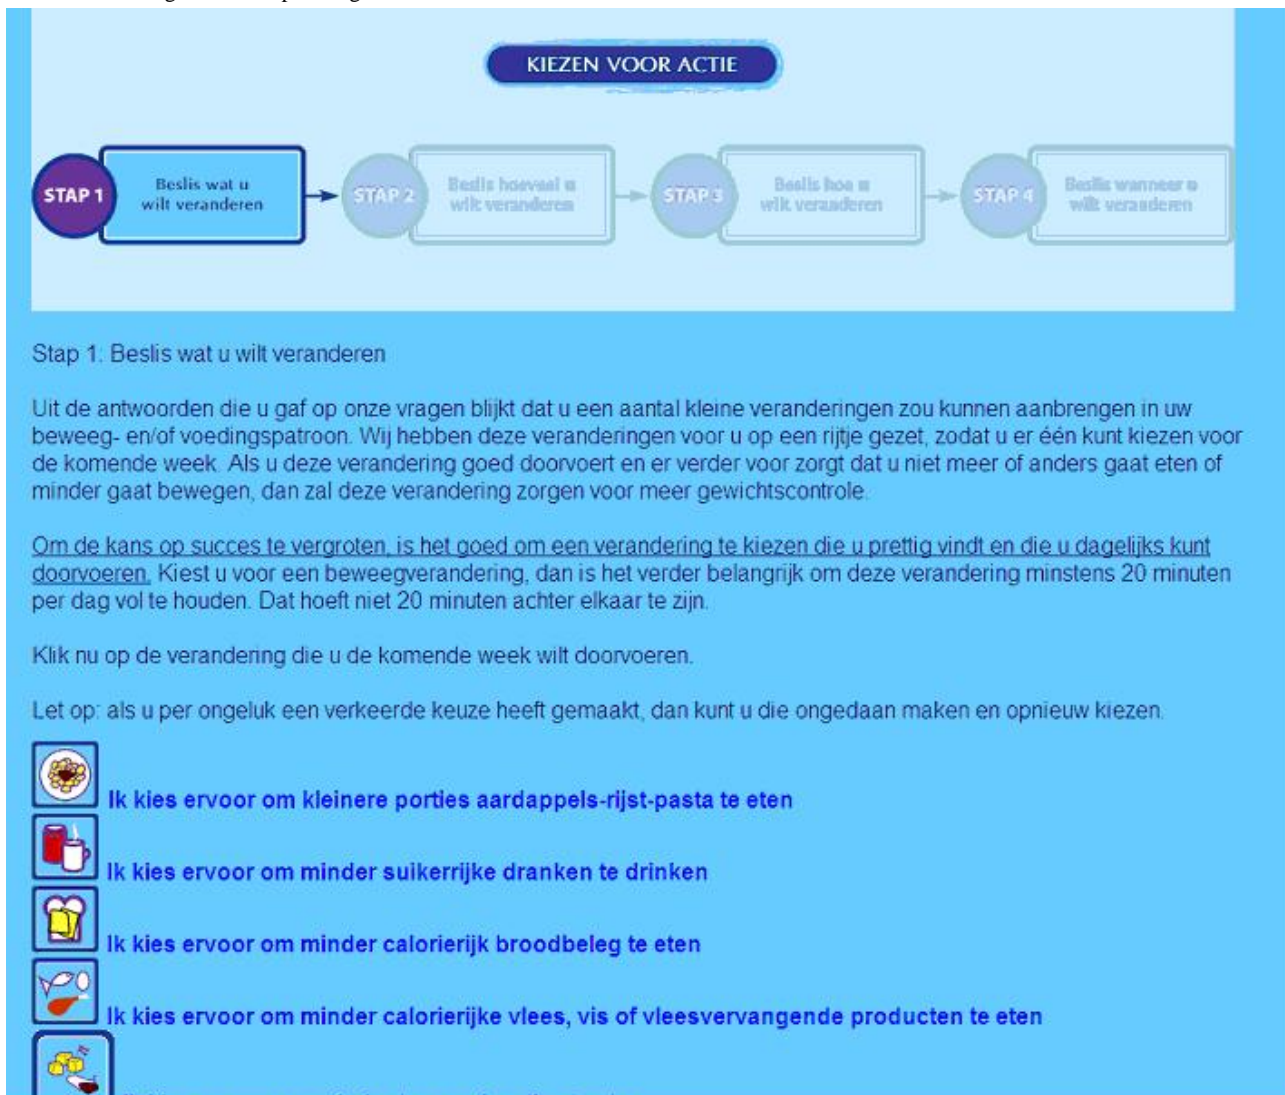 KIEZEN VOOR ACTIE
STAP 1
Beslis wat u
wilt veranderen
STAP 2
Beslis hoeveel u
wilt veranderen
STAP 3
Beslis hoe u
wilt veranderen
STAP 4
Beslis wanneer u
wilt veranderen
Stap 1: Beslis wat u wilt veranderen
Uit de antwoorden die u gaf op onze vragen blijkt dat u een aantal kleine veranderingen zou kunnen aanbrengen in uw
beweeg- en/of voedingspatroon. Wij hebben deze veranderingen voor u op een rijtje gezet, zodat u er één kunt kiezen voor
de komende week. Als u deze verandering goed doorvoert en er verder voor zorgt dat u niet meer of anders gaat eten of
minder gaat bewegen, dan zal deze verandering zorgen voor meer gewichtscontrole.
Om de kans op succes te vergroten, is het goed om een verandering te kiezen die u prettig vindt en die u dagelijks kunt
doorvoeren. Kiest u voor een beweegverandering, dan is het verder belangrijk om deze verandering minstens 20 minuten
per dag vol te houden. Dat hoeft niet 20 minuten achter elkaar te zijn.
Klik nu op de verandering die u de komende week wilt doorvoeren.
Let op: als u per ongeluk een verkeerde keuze heeft gemaakt, dan kunt u die ongedaan maken en opnieuw kiezen.
Ik kies ervoor om kleinere porties aardappels-rijst-pasta te eten
Ik kies ervoor om minder suikerrijke dranken te drinken
Ik kies ervoor om minder calorierijk broodbeleg te eten
Ik kies ervoor om minder calorierijke vlees, vis of vleesvervangende producten te eten